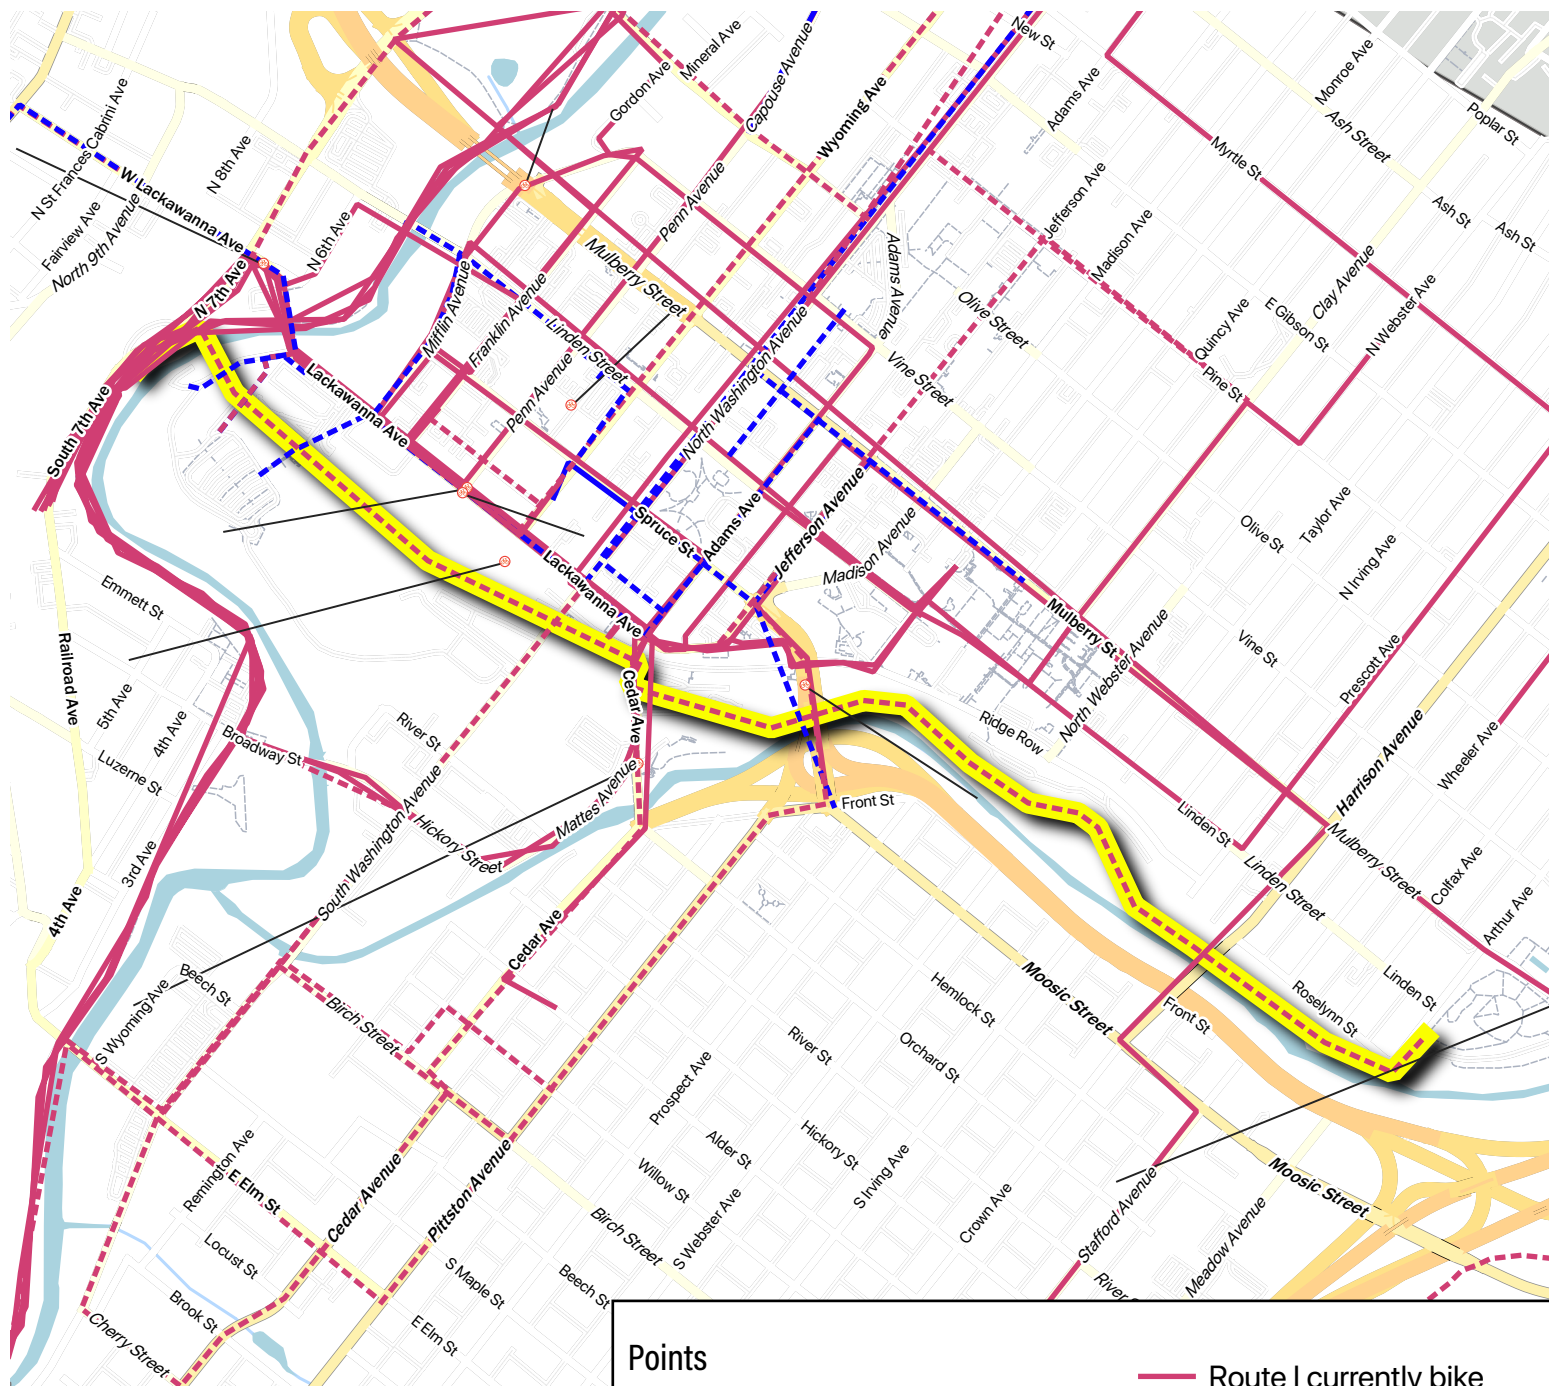 New St
Mineral Ave
Gordon Ave
Capouse Avenue
Wyoming Ave
Adams Ave
Monroe Ave
Poplar St
Ash Street
Myrtle St
Ash St
Ash St
N St Frances Cabrini Ave
N 8th Ave
W Lackawanna Ave
Fairview Ave
North 9th Avenue
N 6th Ave
N 7th Ave
Penn Avenue
Mulberry Street
Jefferson Ave
Madison Ave
Adams Avenue
Olive Street
Clay Avenue
Quincy Ave
E Gibson St
N Webster Ave
Mifflin Avenue
Franklin Avenue
Linden Street
Penn Avenue
North Washington Avenue
Vine Street
Pine St
Lackawanna Ave
South 7th Ave
Spruce St
Adams Ave
Jefferson Avenue
Madison Avenue
Olive St
Taylor Ave
N Irving Ave
Lackawanna Ave
Mulberry St
Emmett St
Railroad Ave
5th Ave
4th Ave
Luzerne St
Broadway St
River St
Cedar Ave
North Webster Avenue
Vine St
Prescott Ave
Ridge Row
Harrison Avenue
Wheeler Ave
Mattes Avenue
Front St
Linden St
Mulberry Street
Hickory Street
South Washington Avenue
3rd Ave
4th Ave
Linden Street
Colfax Ave
Arthur Ave
Cedar Ave
Beech St
S Wyoming Ave
Birch Street
Moosic Street
Hemlock St
Front St
Roselynn St
Linden St
River St
Orchard St
Prospect Ave
Alder St
Hickory St
Willow St
S Irving Ave
Remington Ave
E Elm St
Cedar Avenue
Pittston Avenue
Birch Street
S Webster Ave
Crown Ave
Stafford Avenue
Moosic Street
Meadow Avenue
Locust St
S Maple St
Beech St
Brook St
E Elm St
Cherry Street
Points
Route I currently bike